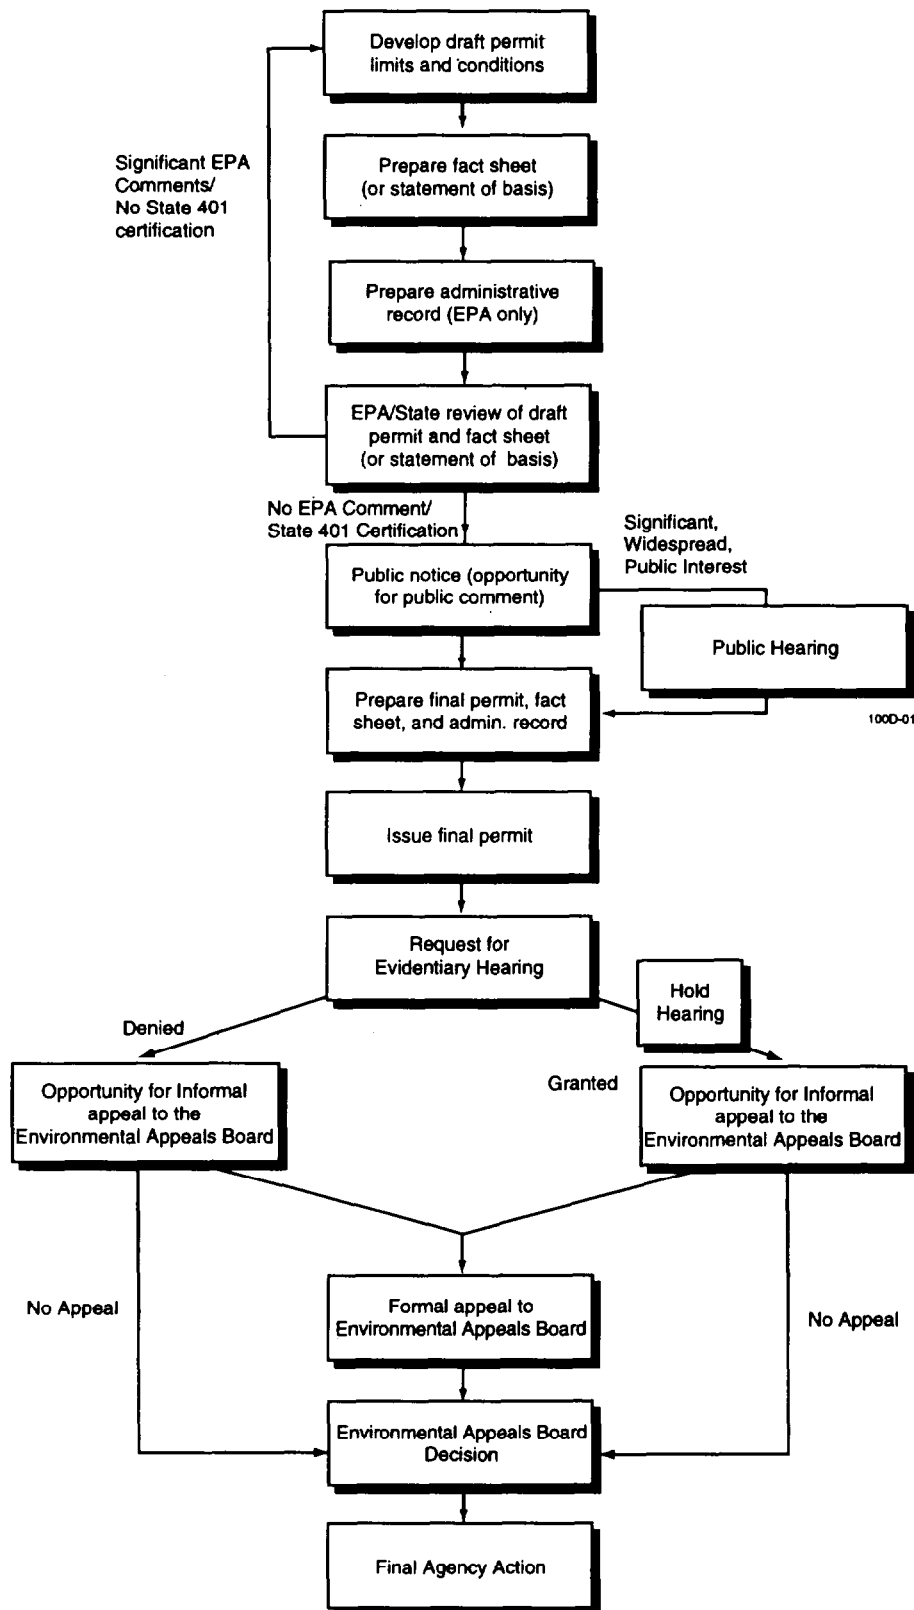 Develop draft permit
limits and conditions
Significant EPA
Comments/
No State 401
certification
Prepare fact sheet
(or statement of basis)
Prepare administrative
record (EPA only)
EPA/State review of draft
permit and fact sheet
(or statement of basis)
No EPA Comment/
State 401 Certification
Significant,
Widespread,
Public Interest
Public notice (opportunity
for public comment)
Public Hearing
Prepare final permit, fact
sheet, and admin. record
100D-01
Issue final permit
Request for
Evidentiary Hearing
Hold
Hearing
Denied
Granted
Opportunity for Informal
appeal to the
Environmental Appeals Board
Opportunity for Informal
appeal to the
Environmental Appeals Board
No Appeal
Formal appeal to
Environmental Appeals Board
No Appeal
Environmental Appeals Board
Decision
Final Agency Action